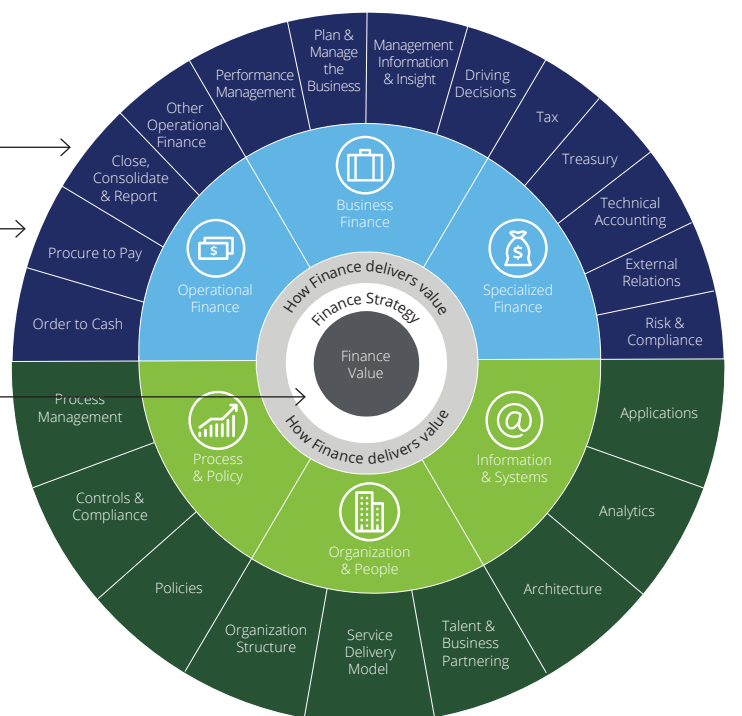 Plan &
Manage
the
Business
Management
Information
& Insight
Performance
Management
Driving
Decisions
Other
Operational
Finance
Tax
Close,
Consolidate
& Report
Treasury
Technical
Accounting
Procure to Pay
External
Relations
Order to Cash
Risk &
Compliance
Business
Finance
$
Operational
Finance
$
Specialized
Finance
How Finance delivers value
Finance Strategy
Finance
Value
How Finance delivers value
Process
Management
Applications
Process
& Policy
@
Information
& Systems
Controls &
Compliance
Analytics
Organization
& People
Policies
Architecture
Organization
Structure
Service
Delivery
Model
Talent &
Business
Partnering